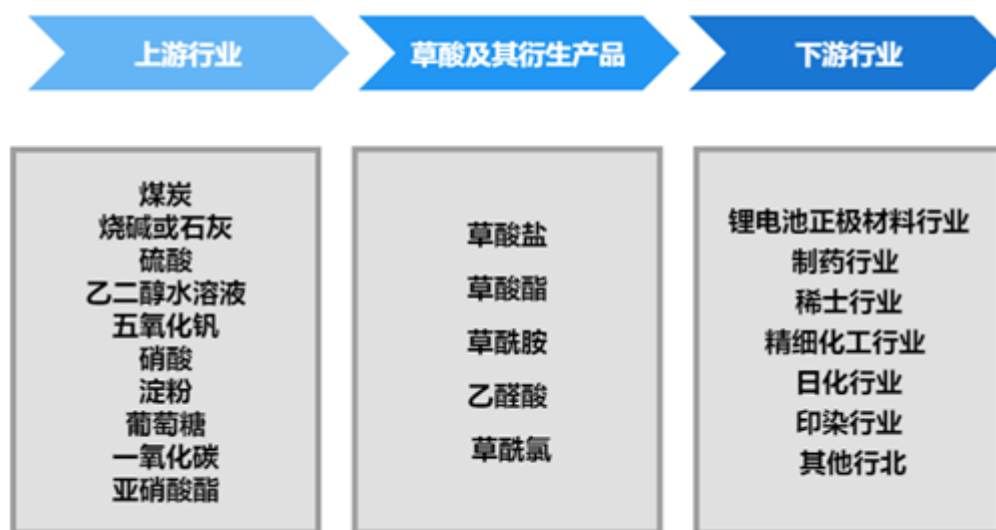 上游行业
草酸及其衍生产品
下游行业
煤炭
烧碱或石灰
硫酸
乙二醇水溶液
五氧化钒
硝酸
淀粉
葡萄糖
一氧化碳
亚硝酸酯
草酸盐
草酸酯
草酰胺
乙醛酸
草酰氯
锂电池正极材料行业
制药行业
稀士行业
精细化工行业
日化行业
印染行业
其他行北